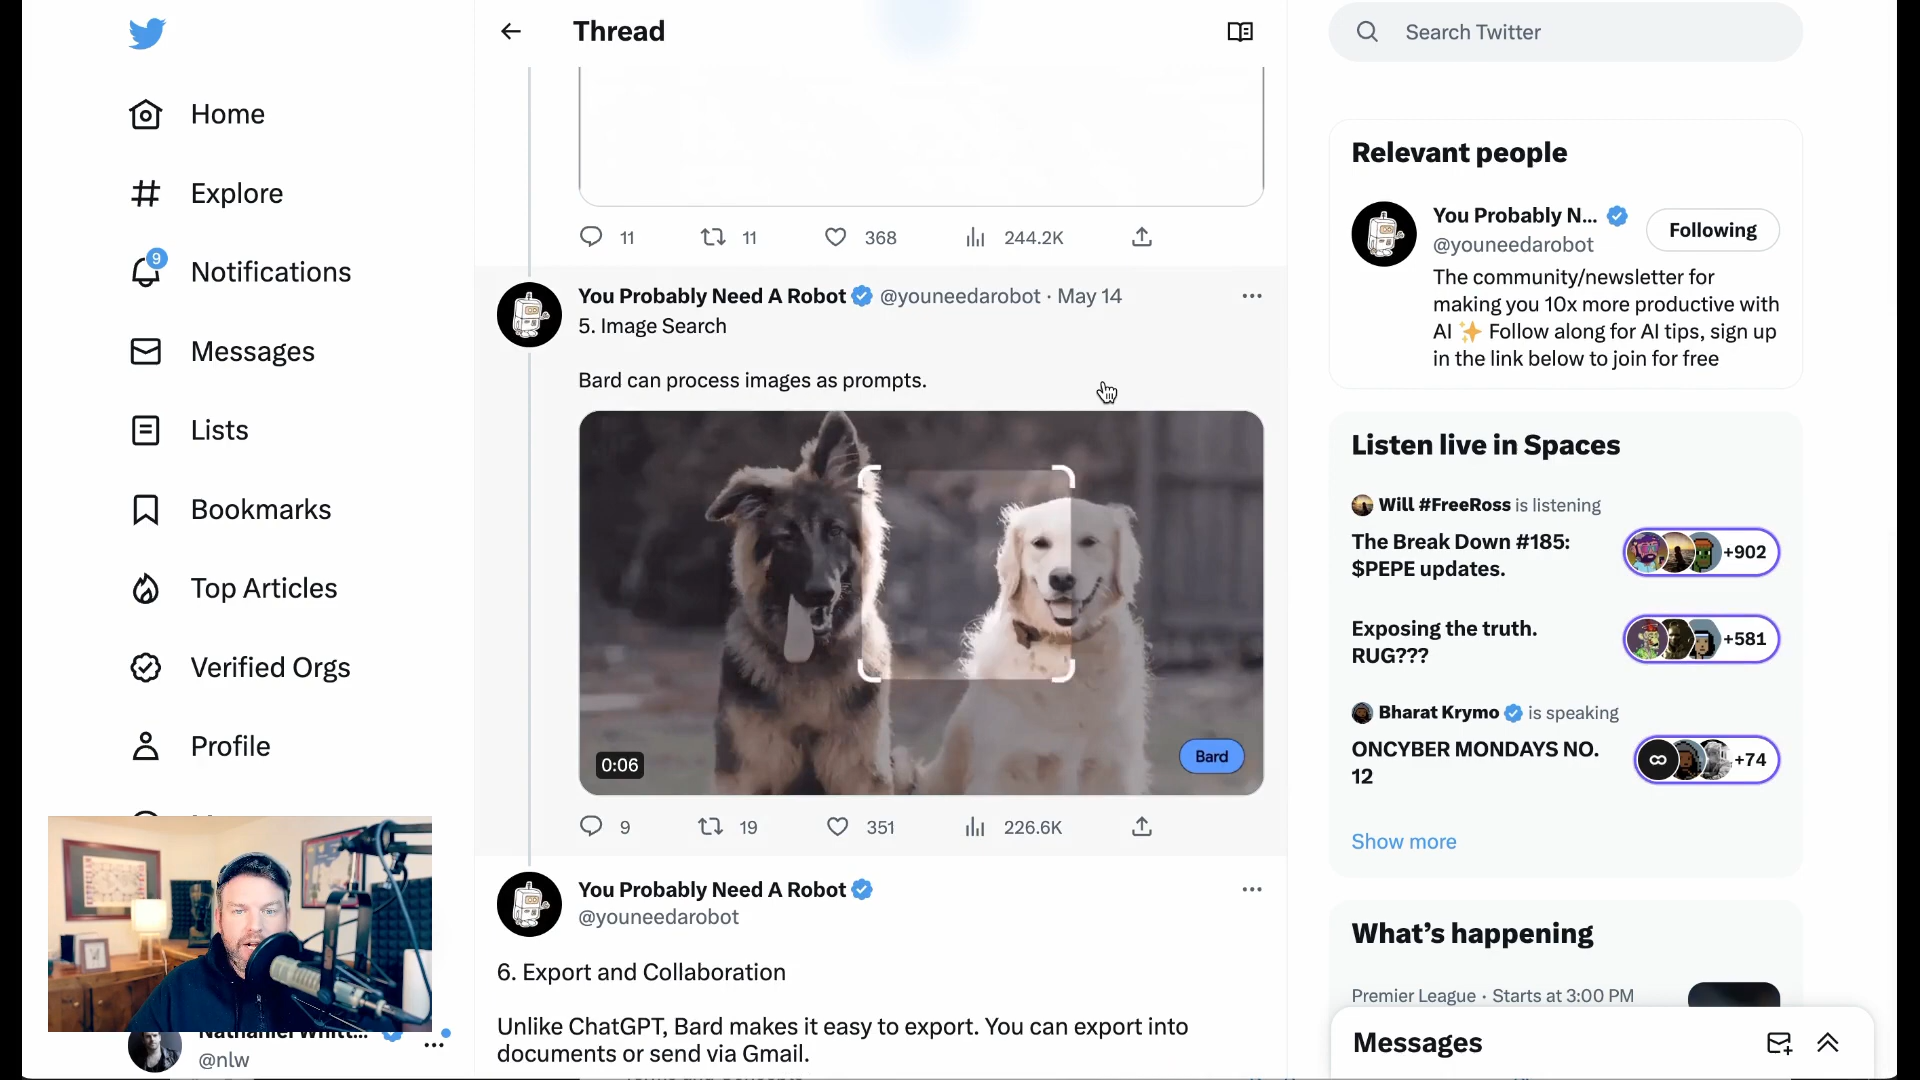 Thread
Search Twitter
Home
Explore
9
Notifications
Messages
Lists
Bookmarks
Top Articles
Verified Orgs
Profile
@nlw
11
11
368
244.2K
You Probably Need A Robot @youneedarobot · May 14
5. Image Search
Bard can process images as prompts.
0:06
Bard
9
19
351
226.6K
You Probably Need A Robot
@youneedarobot
6. Export and Collaboration
Unlike ChatGPT, Bard makes it easy to export. You can export into
documents or send via Gmail.
Relevant people
You Probably N...
@youneedarobot
Following
The community/newsletter for
making you 10x more productive with
AI ✨ Follow along for AI tips, sign up
in the link below to join for free
Listen live in Spaces
Will #FreeRoss is listening
The Break Down #185:
$PEPE updates.
+902
Exposing the truth.
RUG???
+581
Bharat Krymo is speaking
ONCYBER MONDAYS NO.
12
+74
Show more
What's happening
Premier League · Starts at 3:00 PM
Messages